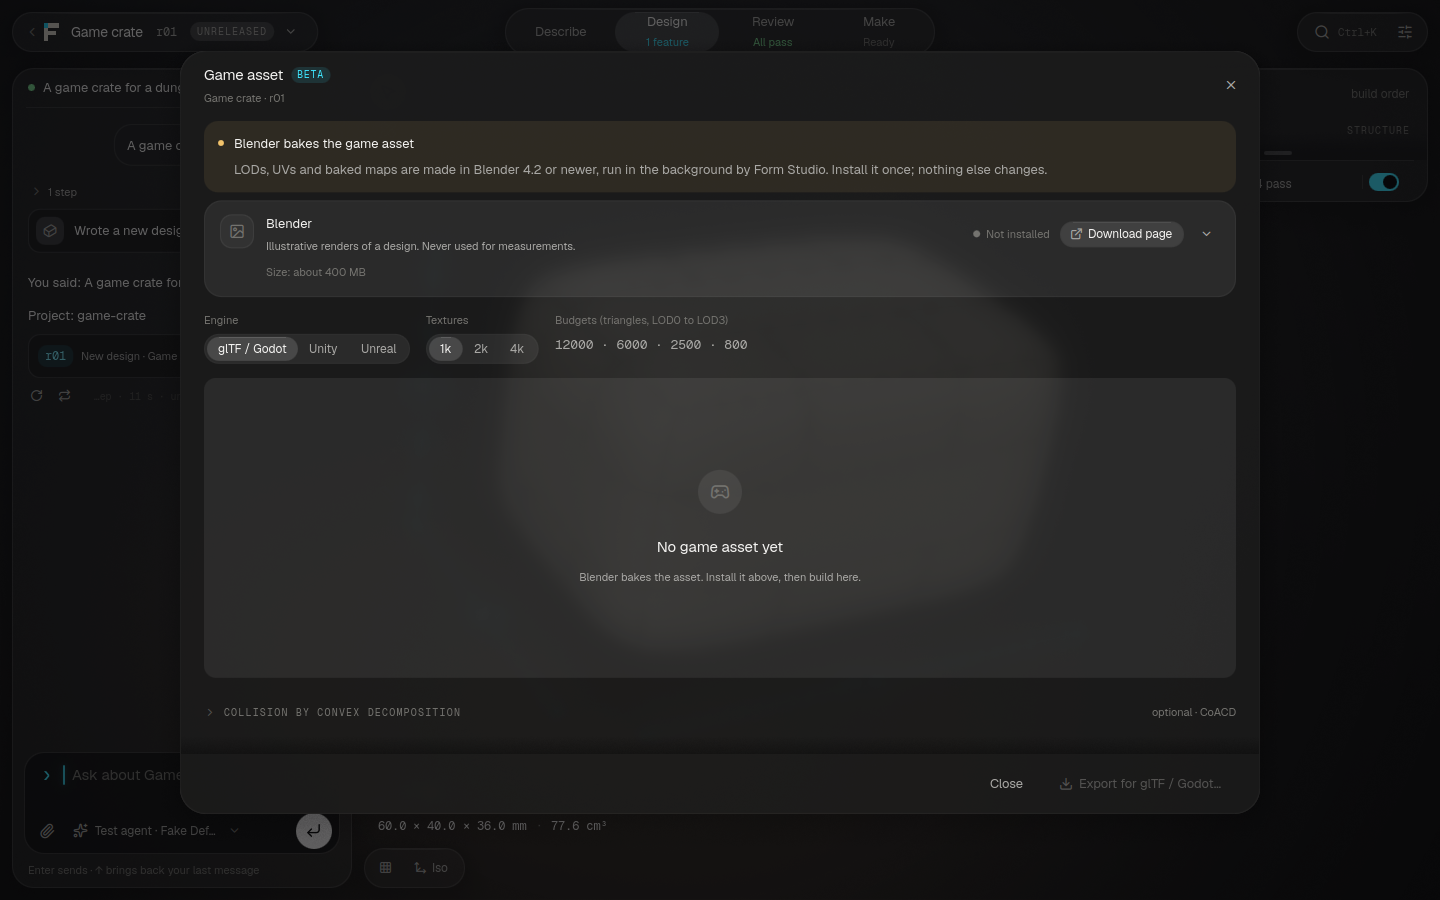 Game crate r01 UNRELEASED
Describe
Design
1 feature
Review
All pass
Make
Ready
Ctrl+K
A game crate for a dung
A game c
1 step
Wrote a new desig
You said: A game crate for
Project: game-crate
r01 New design · Game
Game asset BETA
Game crate · r01
Blender bakes the game asset
LODs, UVs and baked maps are made in Blender 4.2 or newer, run in the background by Form Studio. Install it once; nothing else changes.
Blender
Illustrative renders of a design. Never used for measurements.
Size: about 400 MB
Not installed
Download page
Engine
glTF / Godot Unity Unreal
Textures
1k 2k 4k
Budgets (triangles, LOD0 to LOD3)
12000 · 6000 · 2500 · 800
No game asset yet
Blender bakes the asset. Install it above, then build here.
COLLISION BY CONVEX DECOMPOSITION
optional · CoACD
Close
Export for glTF / Godot...
build order
STRUCTURE
pass
Ask about Game
Test agent · Fake Def...
Enter sends · ↑ brings back your last message
60.0 × 40.0 × 36.0 mm · 77.6 cm³
Iso